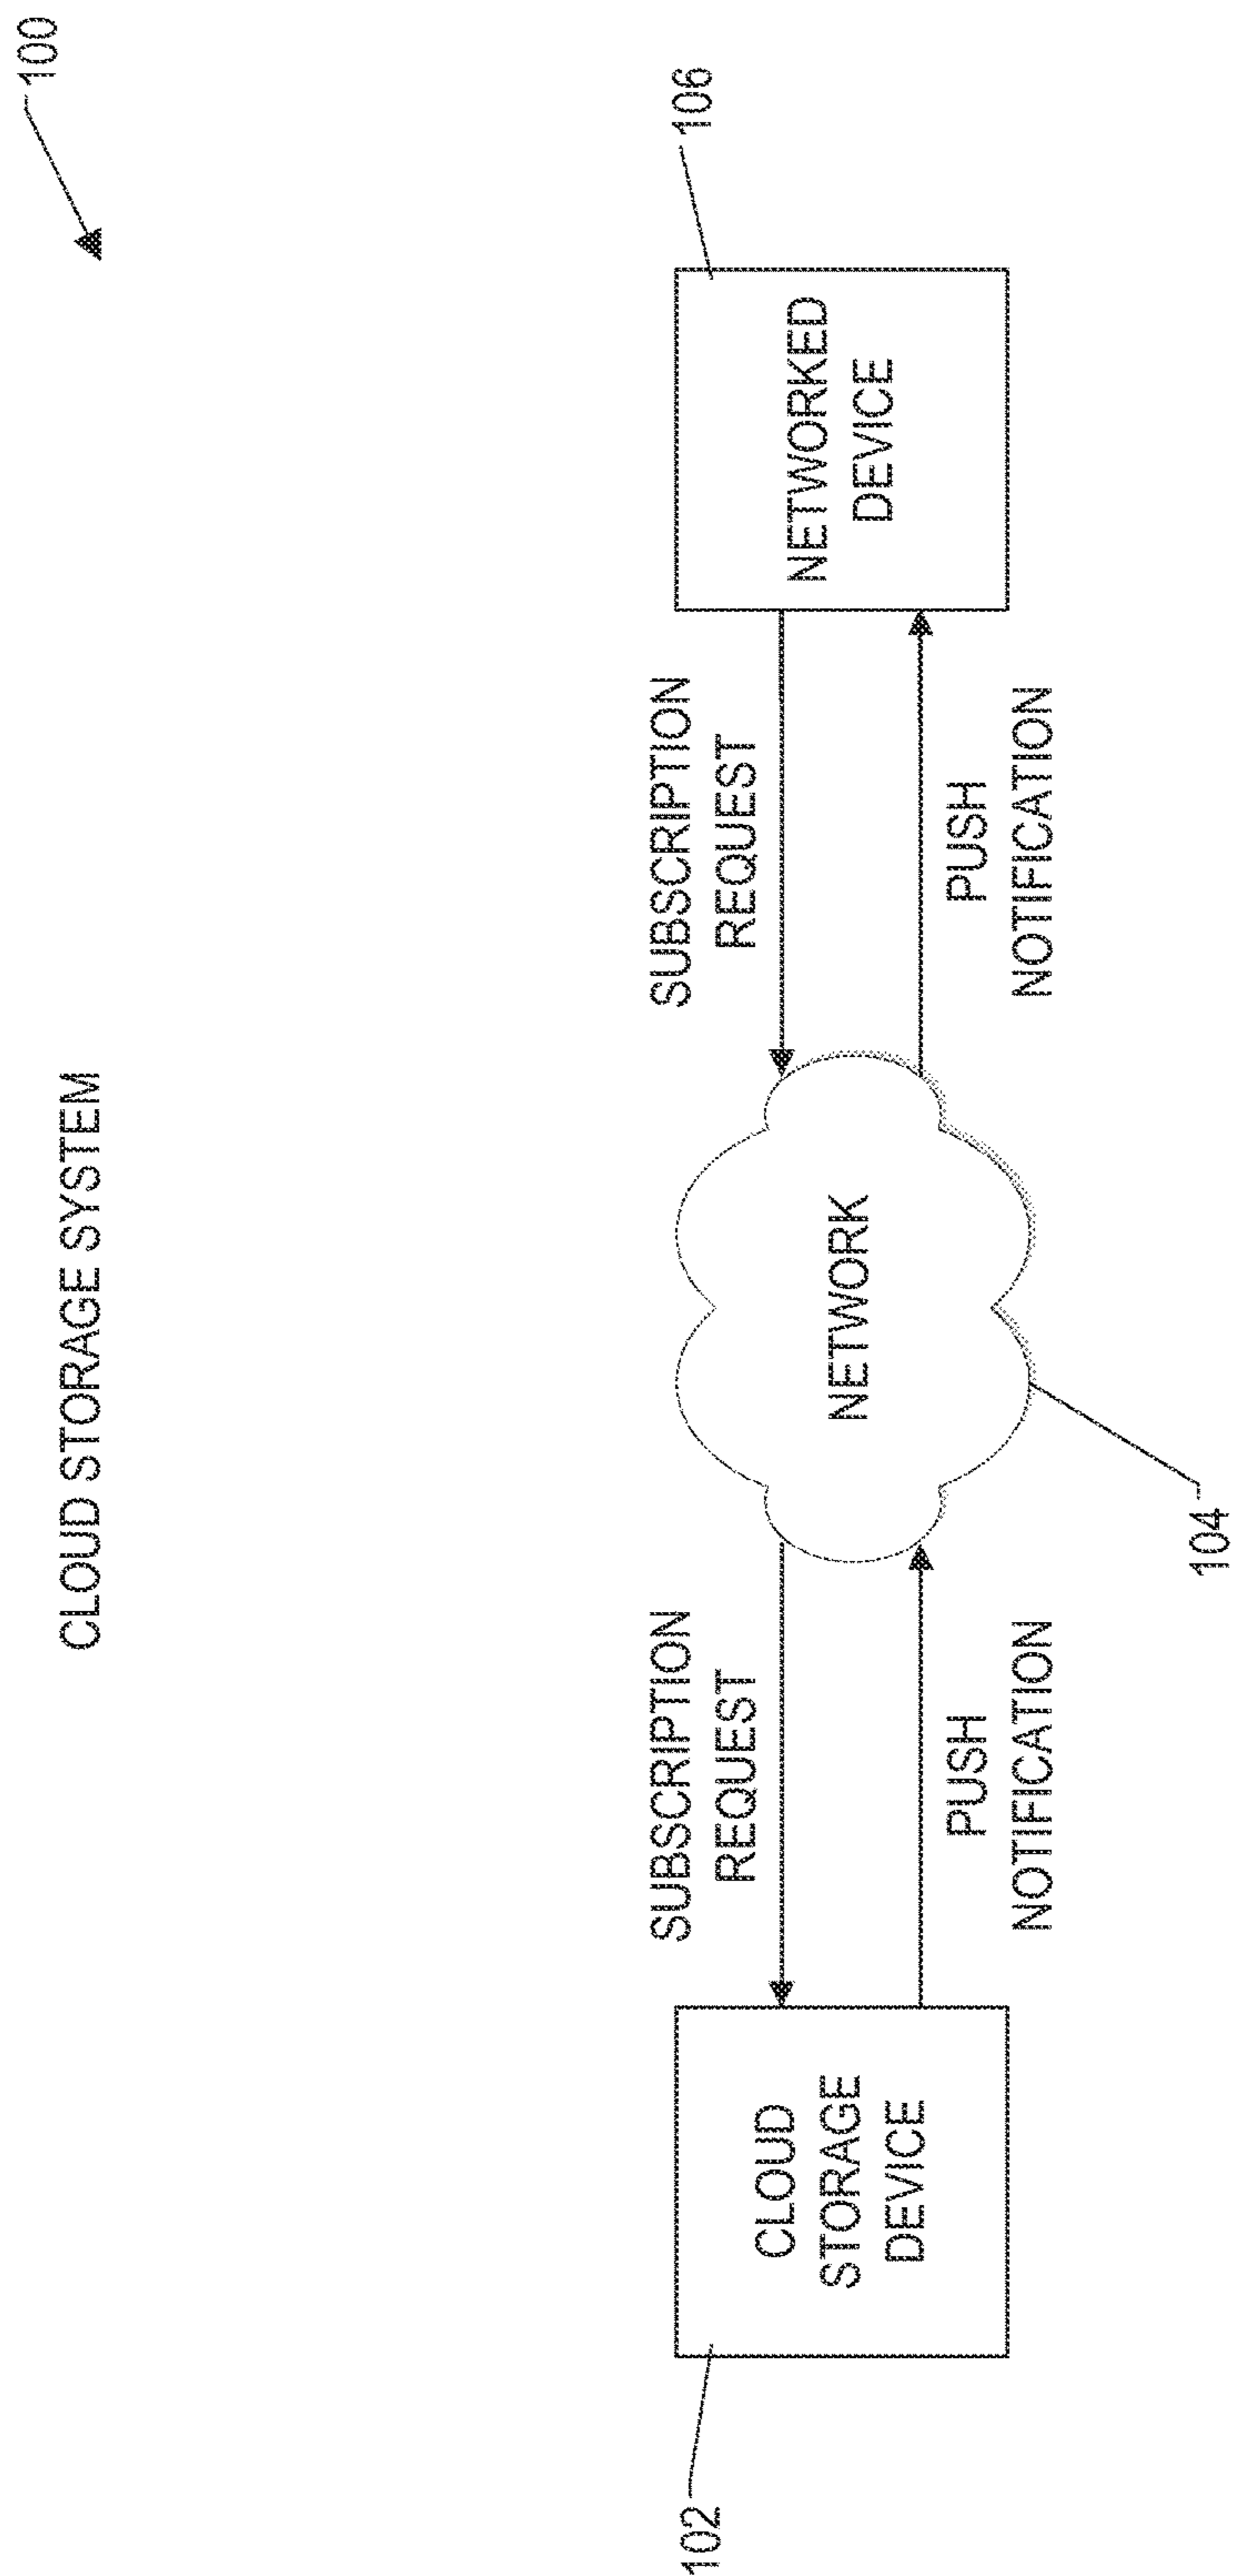 CLOUD STORAGE SYSTEM
100
102
CLOUD
STORAGE
DEVICE
SUBSCRIPTION
REQUEST
PUSH
NOTIFICATION
NETWORK
104
SUBSCRIPTION
REQUEST
PUSH
NOTIFICATION
106
NETWORKED
DEVICE